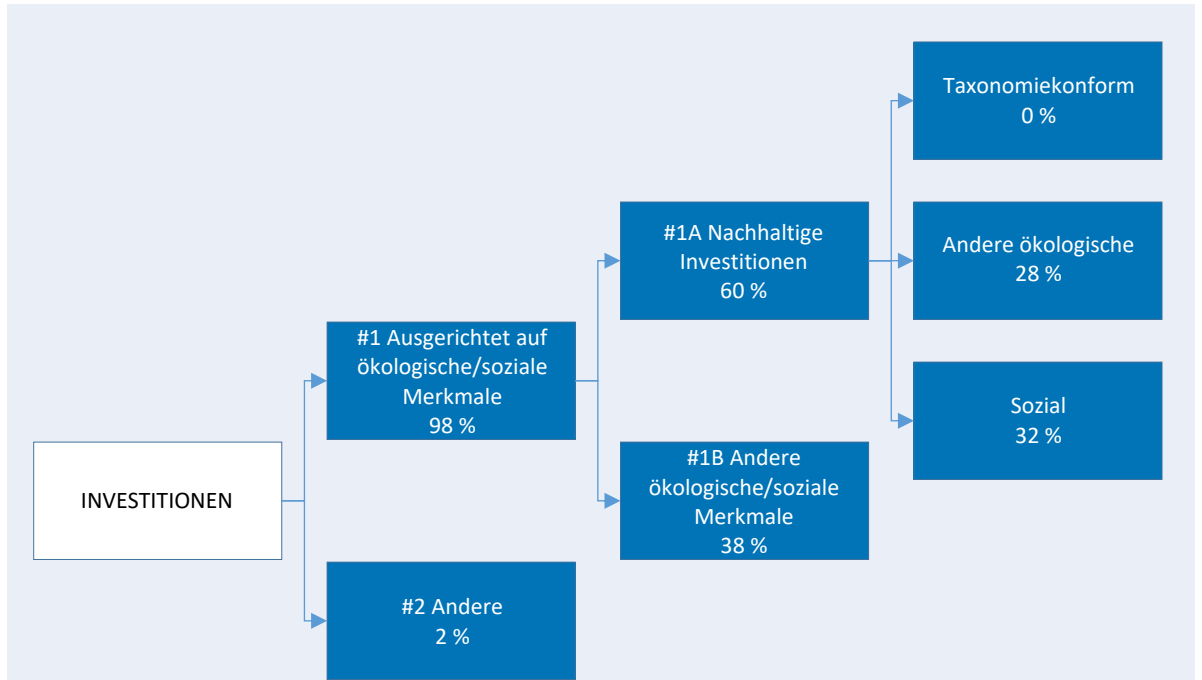 INVESTITIONEN
#1 Ausgerichtet auf
ökologische/soziale
Merkmale
98 %
#2 Andere
2 %
#1A Nachhaltige
Investitionen
60 %
#1B Andere
ökologische/soziale
Merkmale
38 %
Taxonomiekonform
0 %
Andere ökologische
28 %
Sozial
32 %